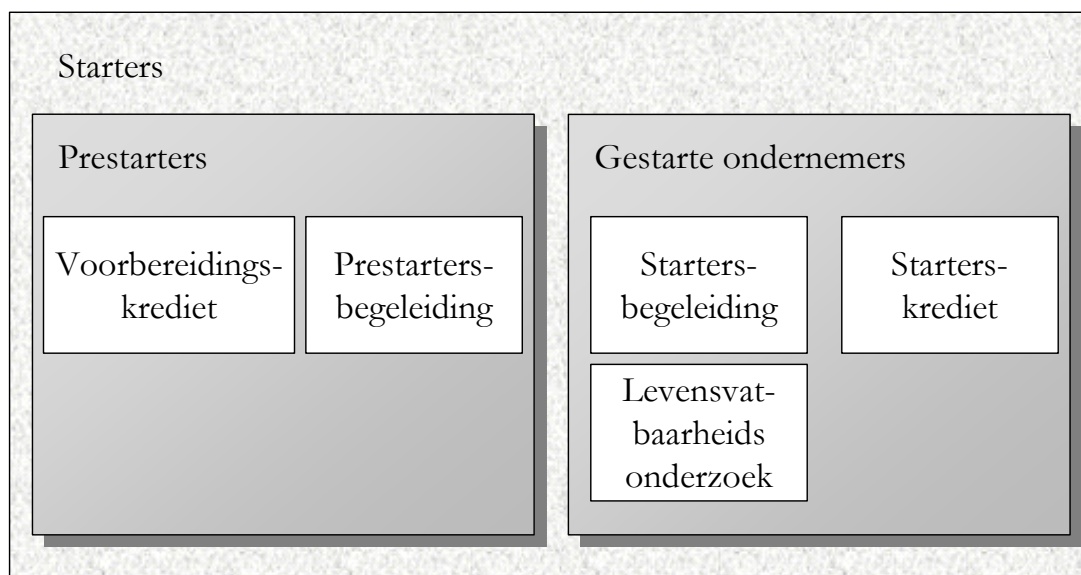 Starters
Prestarters
Voorbereidings-
krediet
Prestarters-
begeleiding
Gestarte ondernemers
Starters-
begeleiding
Starters-
krediet
Levensvat-
baarheids
onderzoek